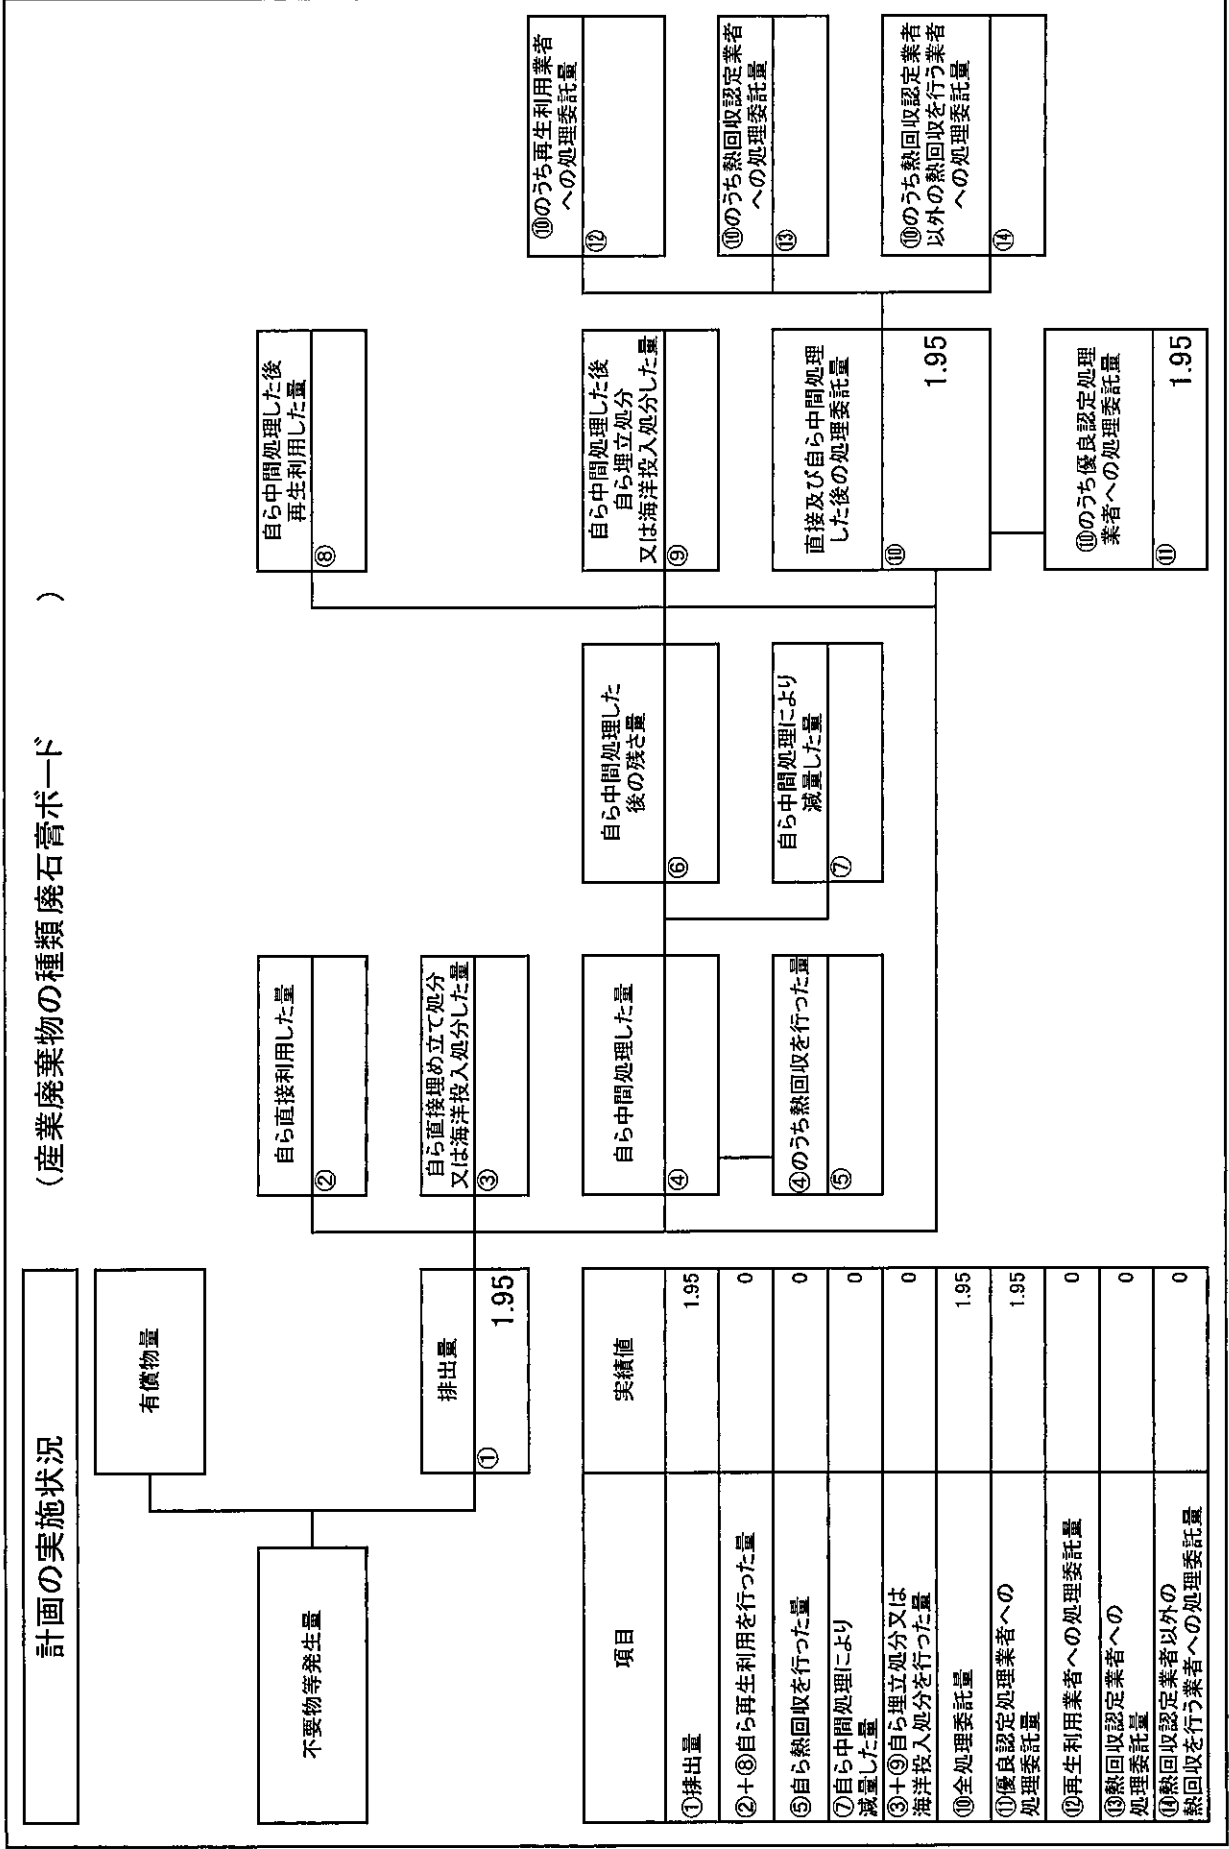 計画の実施状況
(産業廃棄物の種類廃石膏ボード )
不要物等発生量
有償物量
排出量
①
1.95
自ら直接利用した量
②
自ら直接埋め立て処分
又は海洋投入処分した量
③
自ら中間処理した量
④
④のうち熱回収を行った量
⑤
自ら中間処理した
後の残さ量
⑥
自ら中間処理により
減量した量
⑦
自ら中間処理した後
再生利用した量
⑧
自ら中間処理した後
自ら埋立処分
又は海洋投入処分した量
⑨
直接及び自ら中間処理
した後の処理委託量
⑩
1.95
⑩のうち優良認定処理
業者への処理委託量
⑪
1.95
⑩のうち再生利用業者
への処理委託量
⑫
⑩のうち熱回収認定業者
への処理委託量
⑬
⑩のうち熱回収認定業者
以外の熱回収を行う業者
への処理委託量
⑭
項目 実績値
①排出量 1.95
②+⑧自ら再生利用を行った量 0
⑤自ら熱回収を行った量 0
⑦自ら中間処理により
減量した量 0
③+⑨自ら埋立処分又は
海洋投入処分を行った量 0
⑩全処理委託量 1.95
⑪優良認定処理業者への
処理委託量 1.95
⑫再生利用業者への処理委託量 0
⑬熱回収認定業者への
処理委託量 0
⑭熱回収認定業者以外の
熱回収を行う業者への処理委託量 0